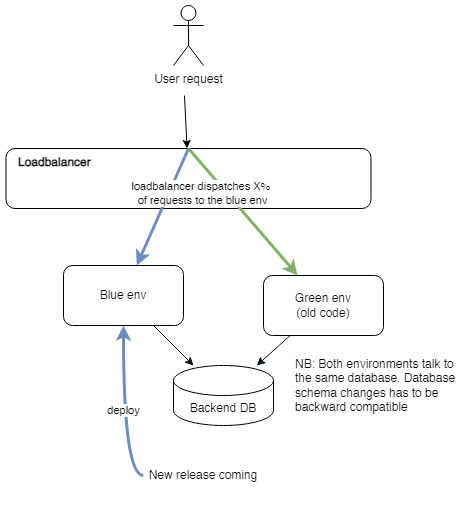 User request
Loadbalancer
loadbalancer dispatches X%
of requests to the blue env
Blue env
Green env
(old code)
NB: Both environments talk to
the same database. Database
schema changes has to be
backward compatible
Backend DB
deploy
New release coming